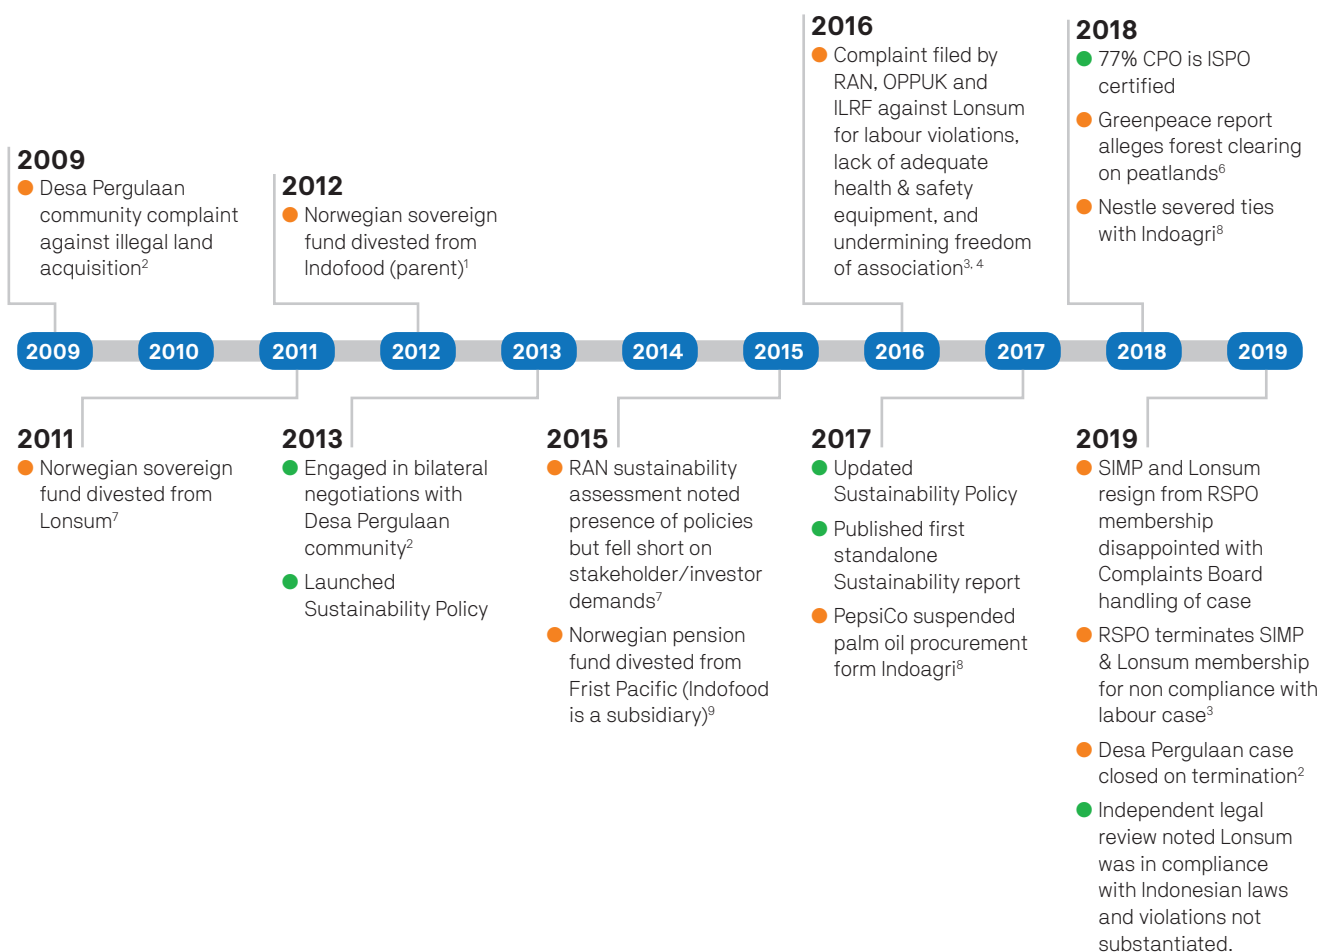 2009
Desa Pergulaan
community complaint
against illegal land
acquisition2
2012
Norwegian sovereign
fund divested from
Indofood (parent)1
2016
Complaint filed by
RAN, OPPUK and
ILRF against Lonsum
for labour violations,
lack of adequate
health & safety
equipment, and
undermining freedom
of association3, 4
2018
77% CPO is ISPO
certified
Greenpeace report
alleges forest clearing
on peatlands6
Nestle severed ties
with Indoagri8
2009 2010 2011 2012 2013 2014 2015 2016 2017 2018 2019
2011
Norwegian sovereign
fund divested from
Lonsum7
2013
Engaged in bilateral
negotiations with
Desa Pergulaan
community2
Launched
Sustainability Policy
2015
RAN sustainability
assessment noted
presence of policies
but fell short on
stakeholder/investor
demands7
Norwegian pension
fund divested from
Frist Pacific (Indofood
is a subsidiary)9
2017
Updated
Sustainability Policy
Published first
standalone
Sustainability report
PepsiCo suspended
palm oil procurement
form Indoagri8
2019
SIMP and Lonsum
resign from RSPO
membership
disappointed with
Complaints Board
handling of case
RSPO terminates SIMP
& Lonsum membership
for non compliance with
labour case3
Desa Pergulaan case
closed on termination2
Independent legal
review noted Lonsum
was in compliance
with Indonesian laws
and violations not
substantiated.